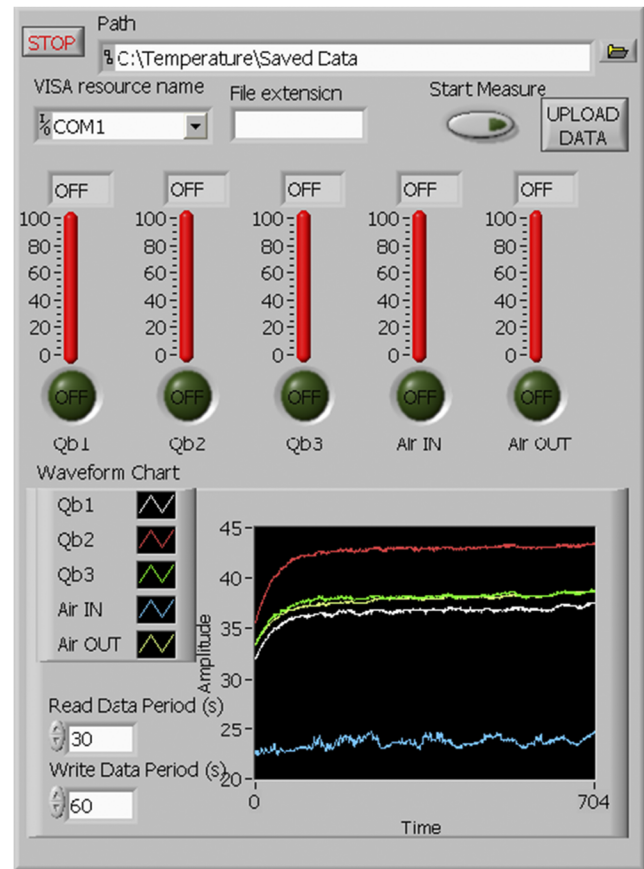 Path
STOP
C:\Temperature\Saved Data
VISA resource name
File extension
Start Measure
COM1
UPLOAD
DATA
OFF OFF OFF OFF OFF
100 100 100 100 100
80 80 80 80 80
60 60 60 60 60
40 40 40 40 40
20 20 20 20 20
0 0 0 0 0
OFF OFF OFF OFF OFF
Qb1 Qb2 Qb3 Air IN Air OUT
Waveform Chart
Qb1
Qb2
Qb3
Air IN
Air OUT
Amplitude
45
40
35
30
25
20
0 704
Time
Read Data Period (s)
30
Write Data Period (s)
60